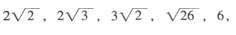 2√2, 2√3, 3√2, √26, 6,